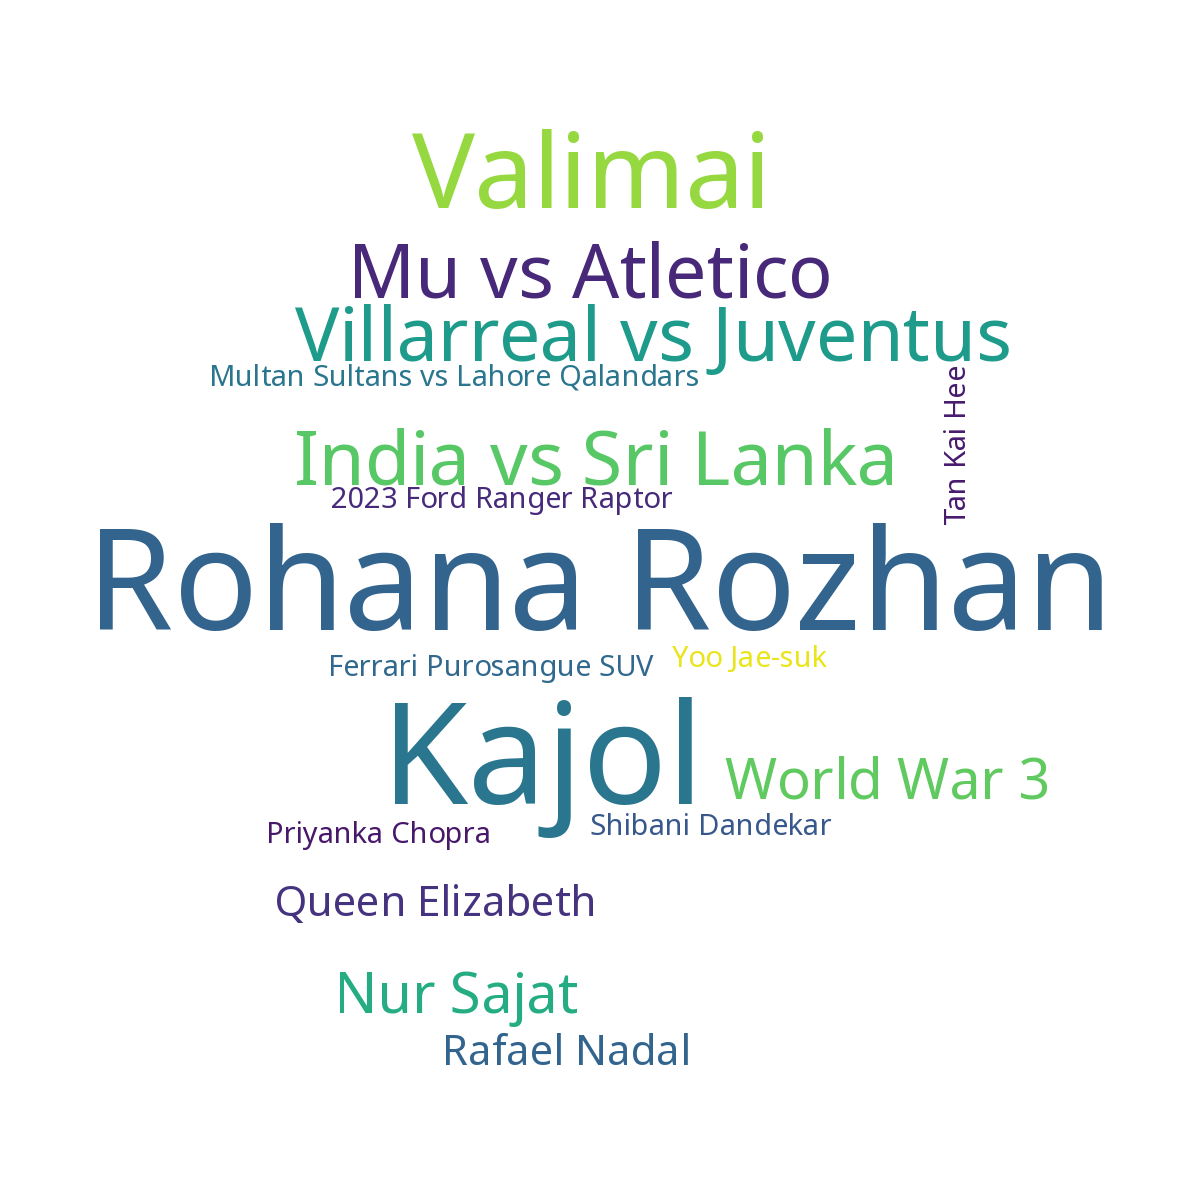 Valimai
Mu vs Atletico
Villarreal vs Juventus
Multan Sultans vs Lahore Qalandars
Tan Kai Hee
India vs Sri Lanka
2023 Ford Ranger Raptor
Rohana Rozhan
Ferrari Purosangue SUV
Yoo Jae-suk
Kajol
World War 3
Priyanka Chopra
Shibani Dandekar
Queen Elizabeth
Nur Sajat
Rafael Nadal